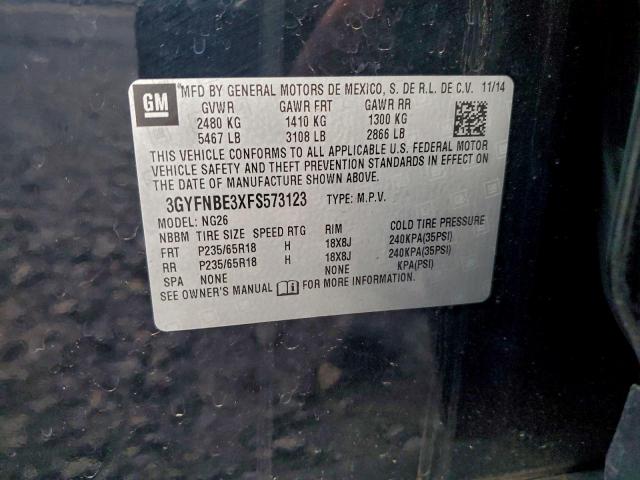 GM
MFD BY GENERAL MOTORS DE MEXICO, S. DE R.L. DE C.V. 11/14
GVWR GAWR FRT GAWR RR
2480 KG 1410 KG 1300 KG
5467 LB 3108 LB 2866 LB
THIS VEHICLE CONFORMS TO ALL APPLICABLE U.S. FEDERAL MOTOR
VEHICLE SAFETY AND THEFT PREVENTION STANDARDS IN EFFECT ON
THE DATE OF MANUFACTURE SHOWN ABOVE.
3GYFNBE3XFS573123 TYPE: M.P.V.
MODEL: NG26
NBBM TIRE SIZE SPEED RTG RIM COLD TIRE PRESSURE
FRT P235/65R18 H 18X8J 240KPA(35PSI)
RR P235/65R18 H 18X8J 240KPA(35PSI)
SPA NONE NONE KPA(PSI)
SEE OWNER'S MANUAL FOR MORE INFORMATION.